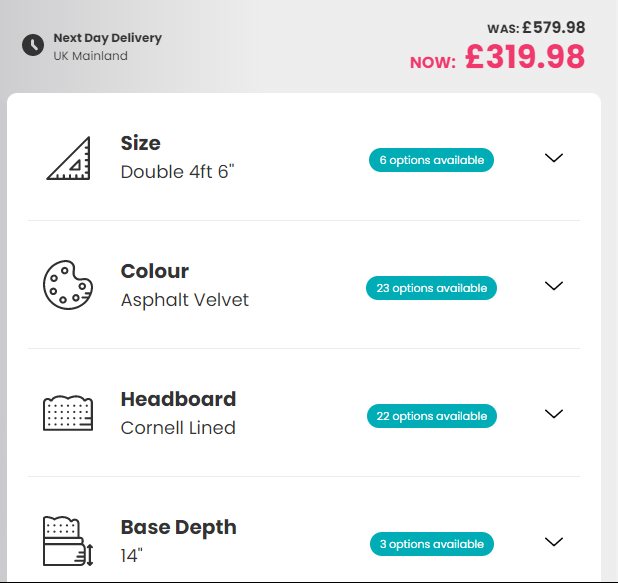 Next Day Delivery
UK Mainland
WAS: £579.98
NOW: £319.98
Size
Double 4ft 6"
6 options available
Colour
Asphalt Velvet
23 options available
Headboard
Cornell Lined
22 options available
Base Depth
14"
3 options available